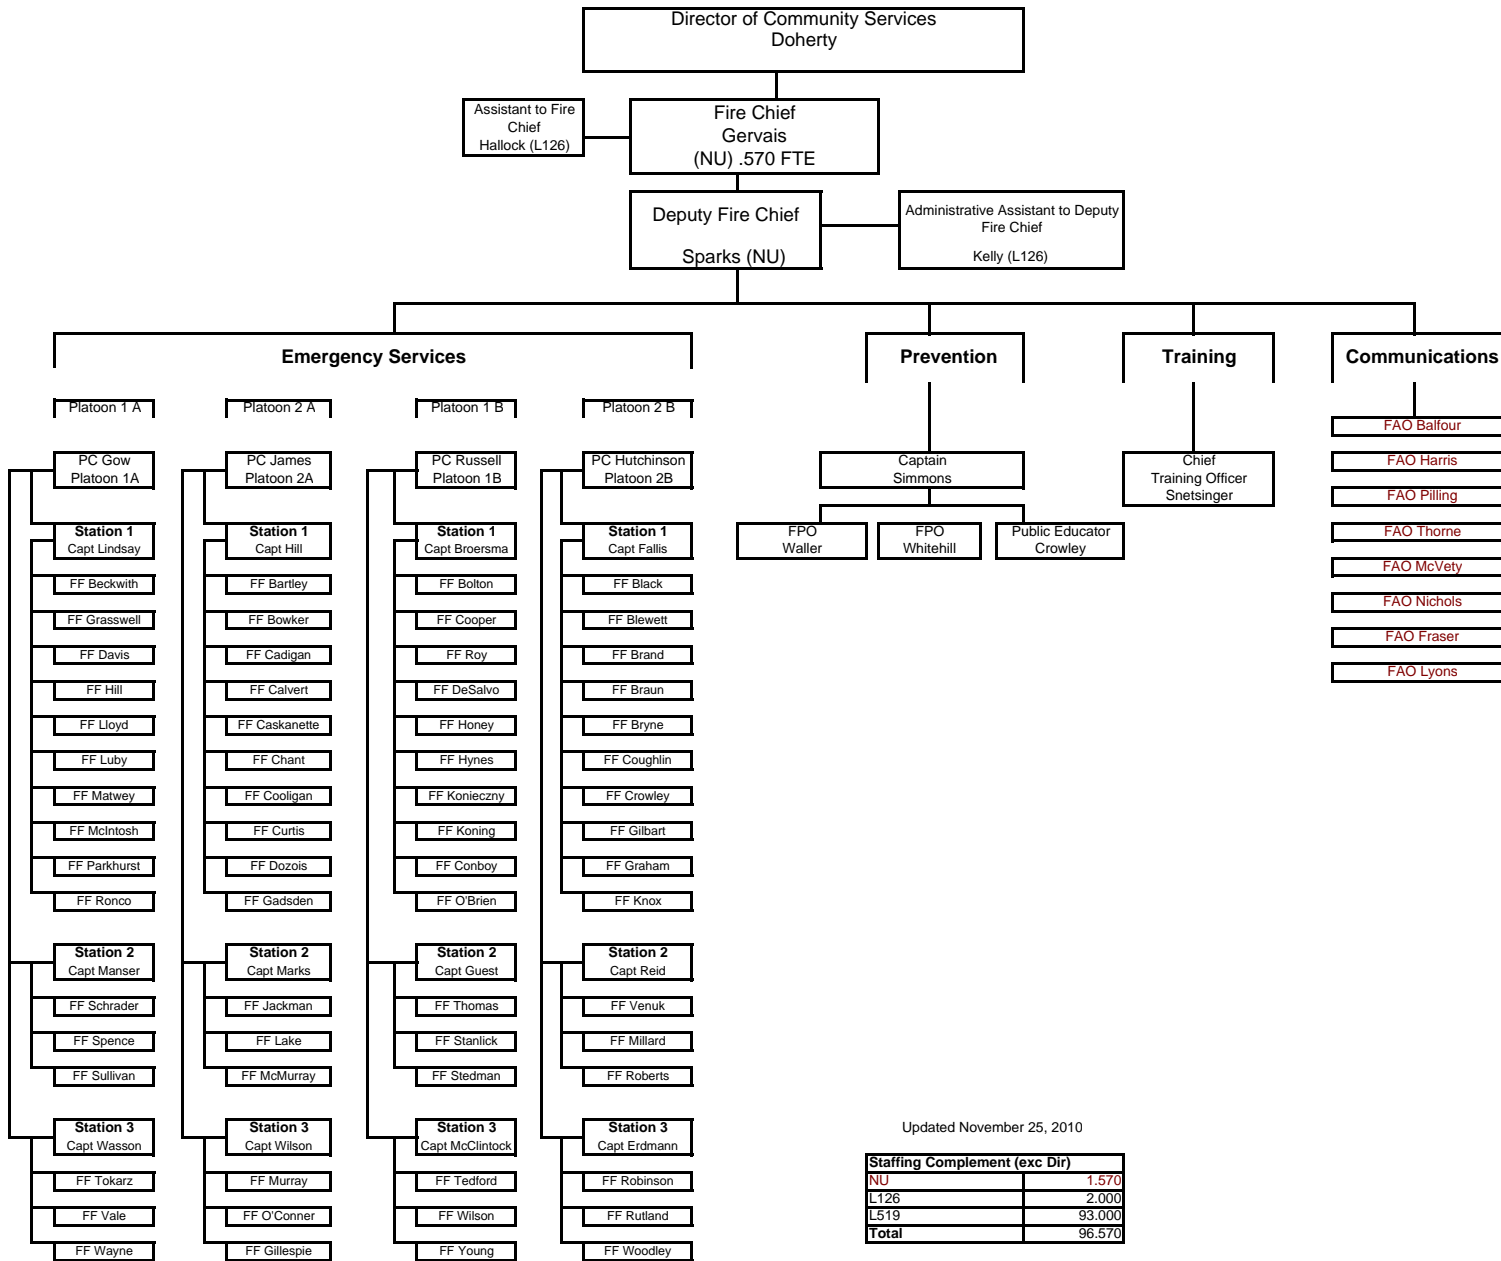 Director of Community Services
Doherty
Assistant to Fire
Chief
Hallock (L126)
Fire Chief
Gervais
(NU) .570 FTE
Deputy Fire Chief
Sparks (NU)
Administrative Assistant to Deputy
Fire Chief
Kelly (L126)
Emergency Services
Platoon 1 A
PC Gow
Platoon 1A
Station 1
Capt Lindsay
FF Beckwith
FF Grasswell
FF Davis
FF Hill
FF Lloyd
FF Luby
FF Matwey
FF McIntosh
FF Parkhurst
FF Ronco
Station 2
Capt Manser
FF Schrader
FF Spence
FF Sullivan
Station 3
Capt Wasson
FF Tokarz
FF Vale
FF Wayne
Platoon 2 A
PC James
Platoon 2A
Station 1
Capt Hill
FF Bartley
FF Bowker
FF Cadigan
FF Calvert
FF Caskanette
FF Chant
FF Cooligan
FF Curtis
FF Dozois
FF Gadsden
Station 2
Capt Marks
FF Jackman
FF Lake
FF McMurray
Station 3
Capt Wilson
FF Murray
FF O'Conner
FF Gillespie
Platoon 1 B
PC Russell
Platoon 1B
Station 1
Capt Broersma
FF Bolton
FF Cooper
FF Roy
FF DeSalvo
FF Honey
FF Hynes
FF Konieczny
FF Koning
FF Conboy
FF O'Brien
Station 2
Capt Guest
FF Thomas
FF Stanlick
FF Stedman
Station 3
Capt McClintock
FF Tedford
FF Wilson
FF Young
Platoon 2 B
PC Hutchinson
Platoon 2B
Station 1
Capt Fallis
FF Black
FF Blewett
FF Brand
FF Braun
FF Bryne
FF Coughlin
FF Crowley
FF Gilbart
FF Graham
FF Knox
Station 2
Capt Reid
FF Venuk
FF Millard
FF Roberts
Station 3
Capt Erdmann
FF Robinson
FF Rutland
FF Woodley
Prevention
Captain
Simmons
FPO
Waller
FPO
Whitehill
Public Educator
Crowley
Training
Chief
Training Officer
Snetsinger
Communications
FAO Balfour
FAO Harris
FAO Pilling
FAO Thorne
FAO McVety
FAO Nichols
FAO Fraser
FAO Lyons
Updated November 25, 2010
Staffing Complement (exc Dir)
NU 1.570
L126 2.000
L519 93.000
Total 96.570